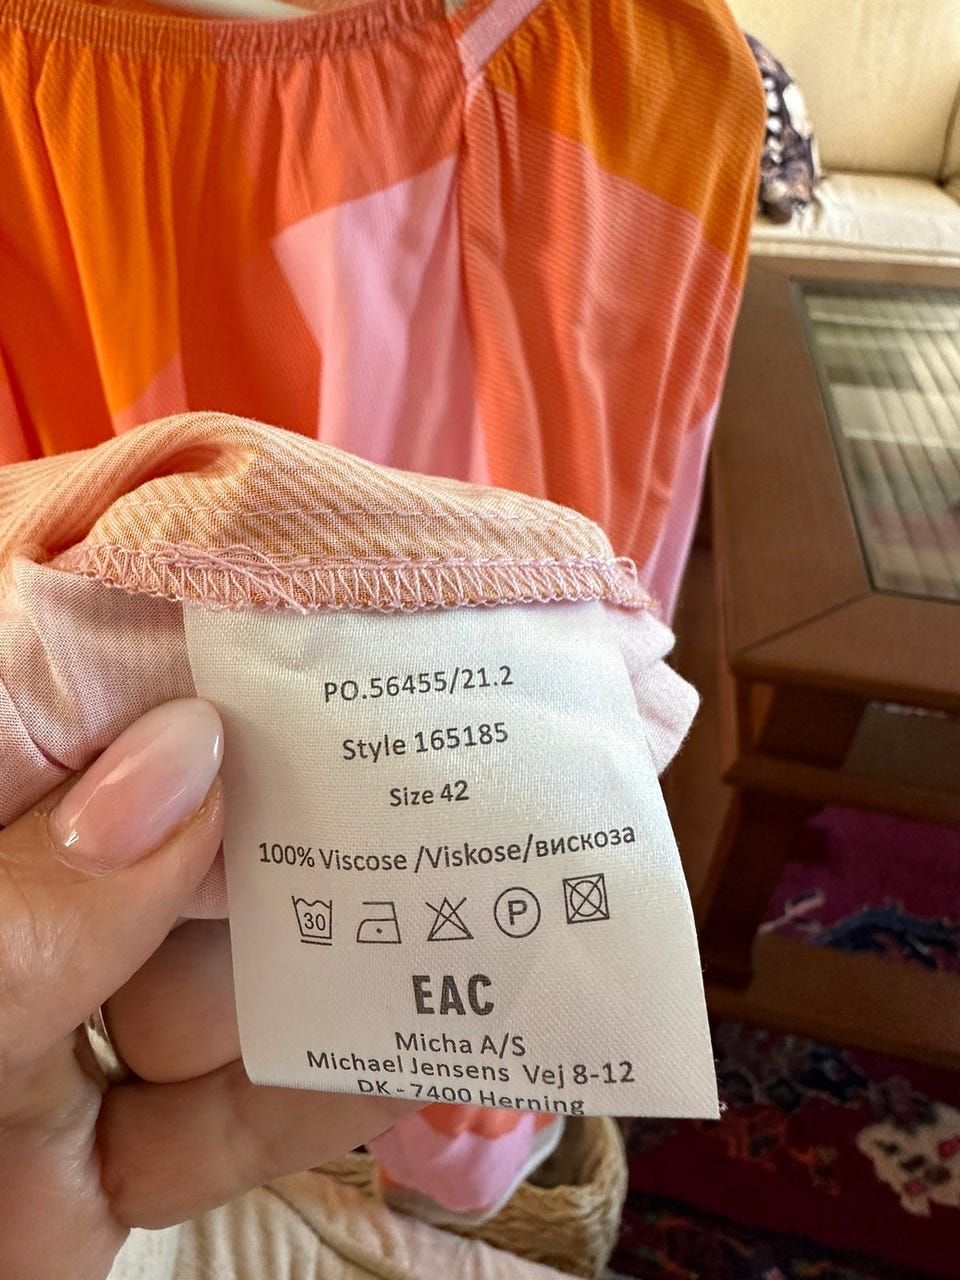 PO.56455/21.2
Style 165185
Size 42
100% Viscose /Viskose/вискоза
30 P
EAC
Micha A/S
Michael Jensens Vej 8-12
DK - 7400 Herning